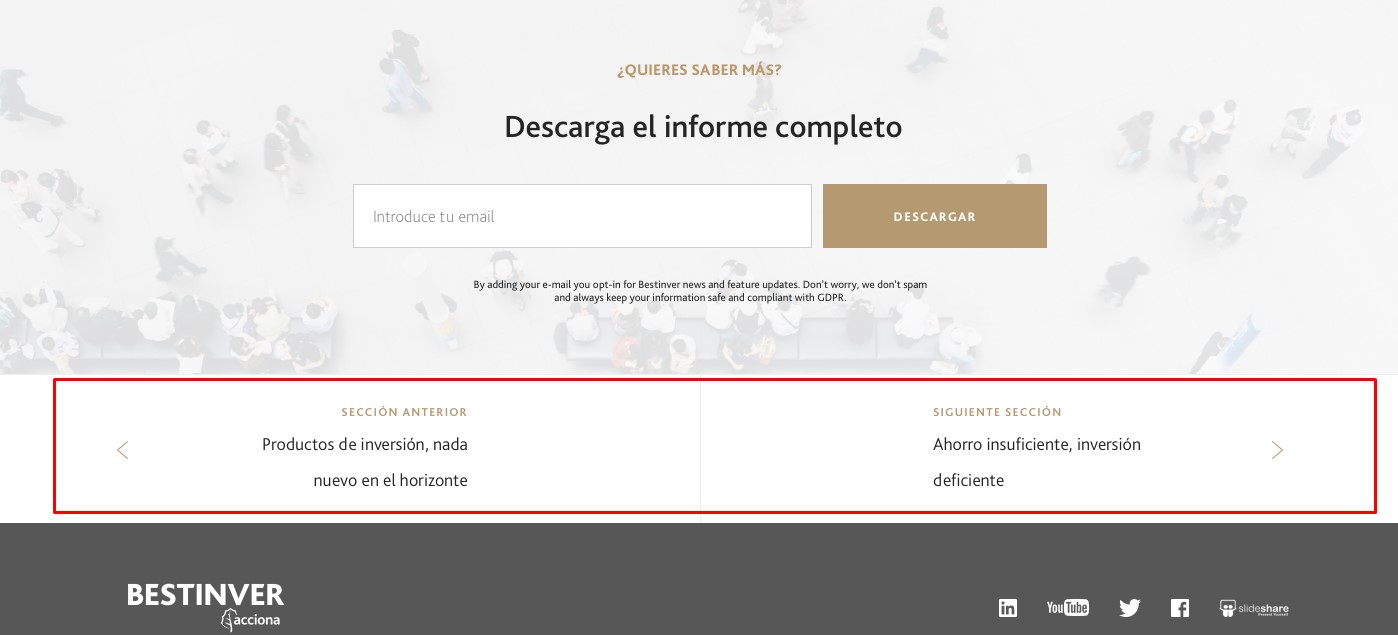 ¿QUIERES SABER MÁS?
Descarga el informe completo
Introduce tu email
DESCARGAR
By adding your e-mail you opt-in for Bestinver news and feature updates. Don't worry, we don't spam
and always keep your information safe and compliant with GDPR.
SECCIÓN ANTERIOR
Productos de inversión, nada
nuevo en el horizonte
SIGUIENTE SECCIÓN
Ahorro insuficiente, inversión
deficiente
BESTINVER
acciona
in
YouTube
slideshare